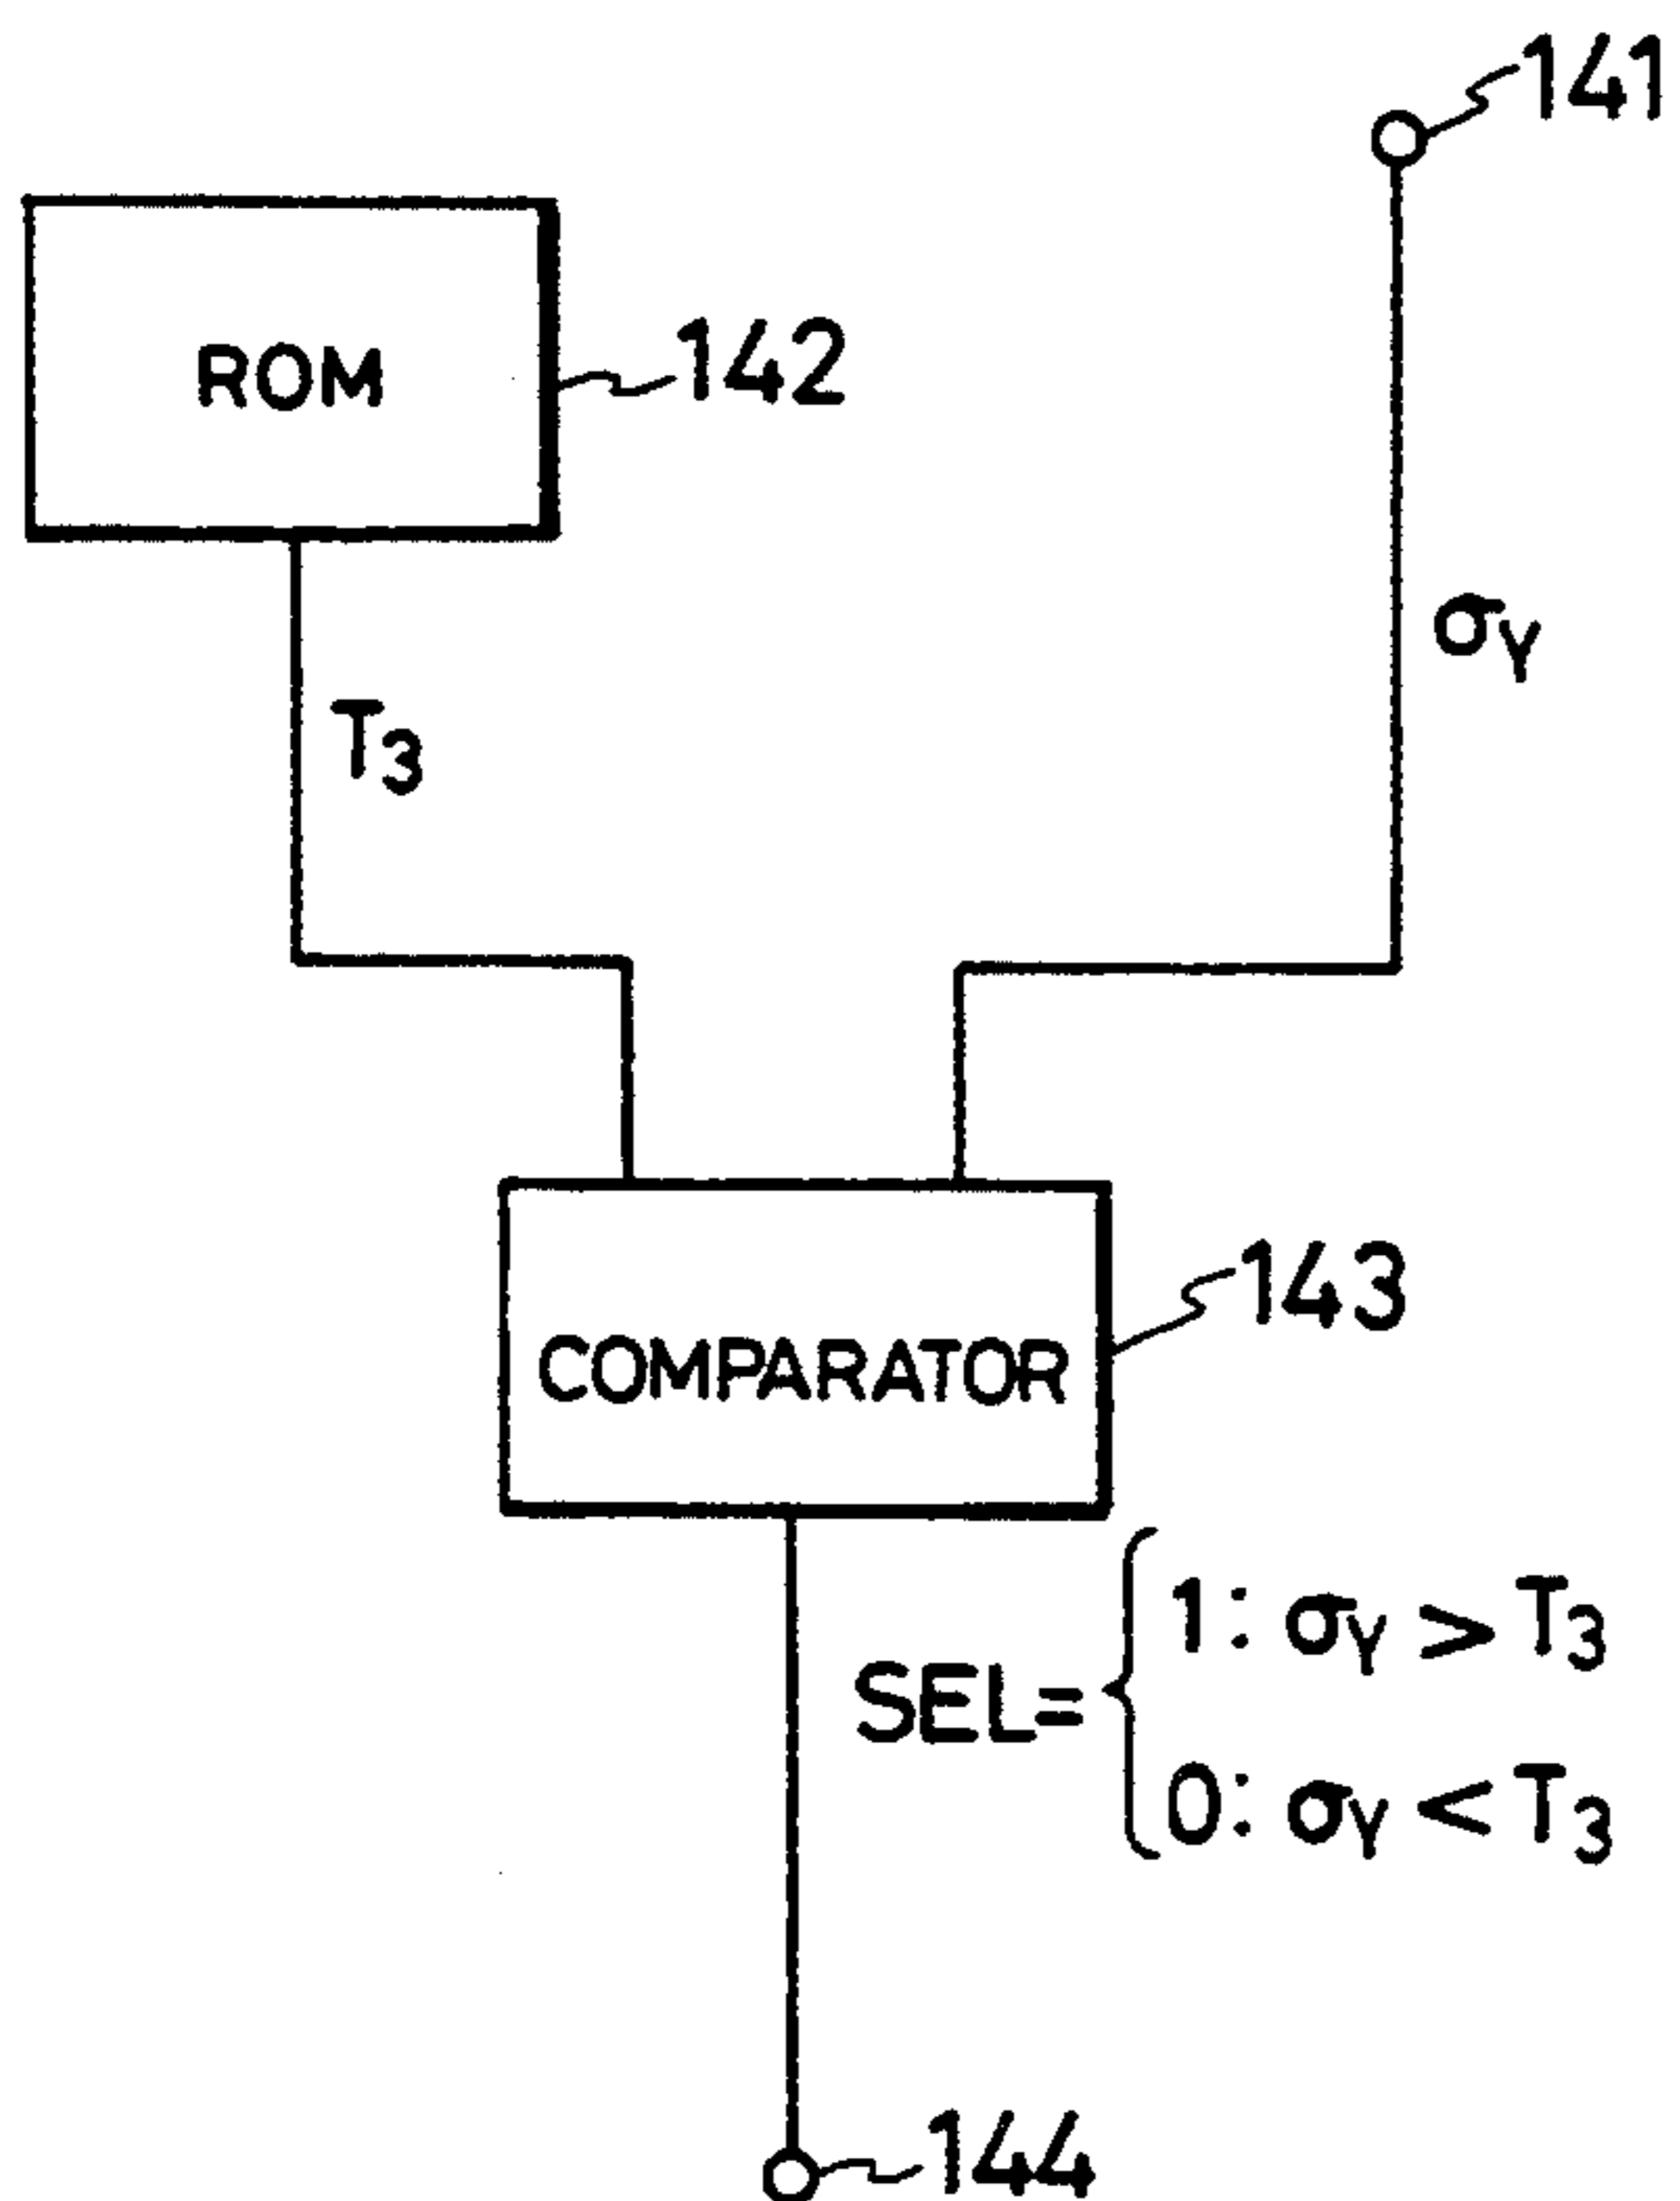 141
ROM
142
σY
T3
143
COMPARATOR
1: σY > T3
SEL=
0: σY < T3
144